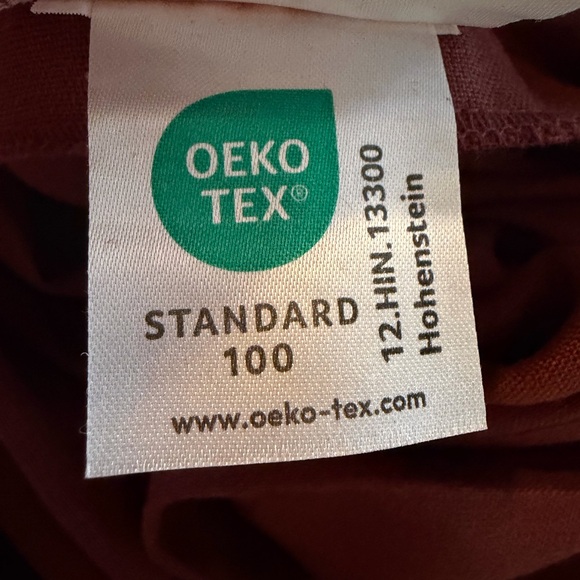 OEKO
TEX®
STANDARD
100
12.HIN.13300
Hohenstein
www.oeko-tex.com